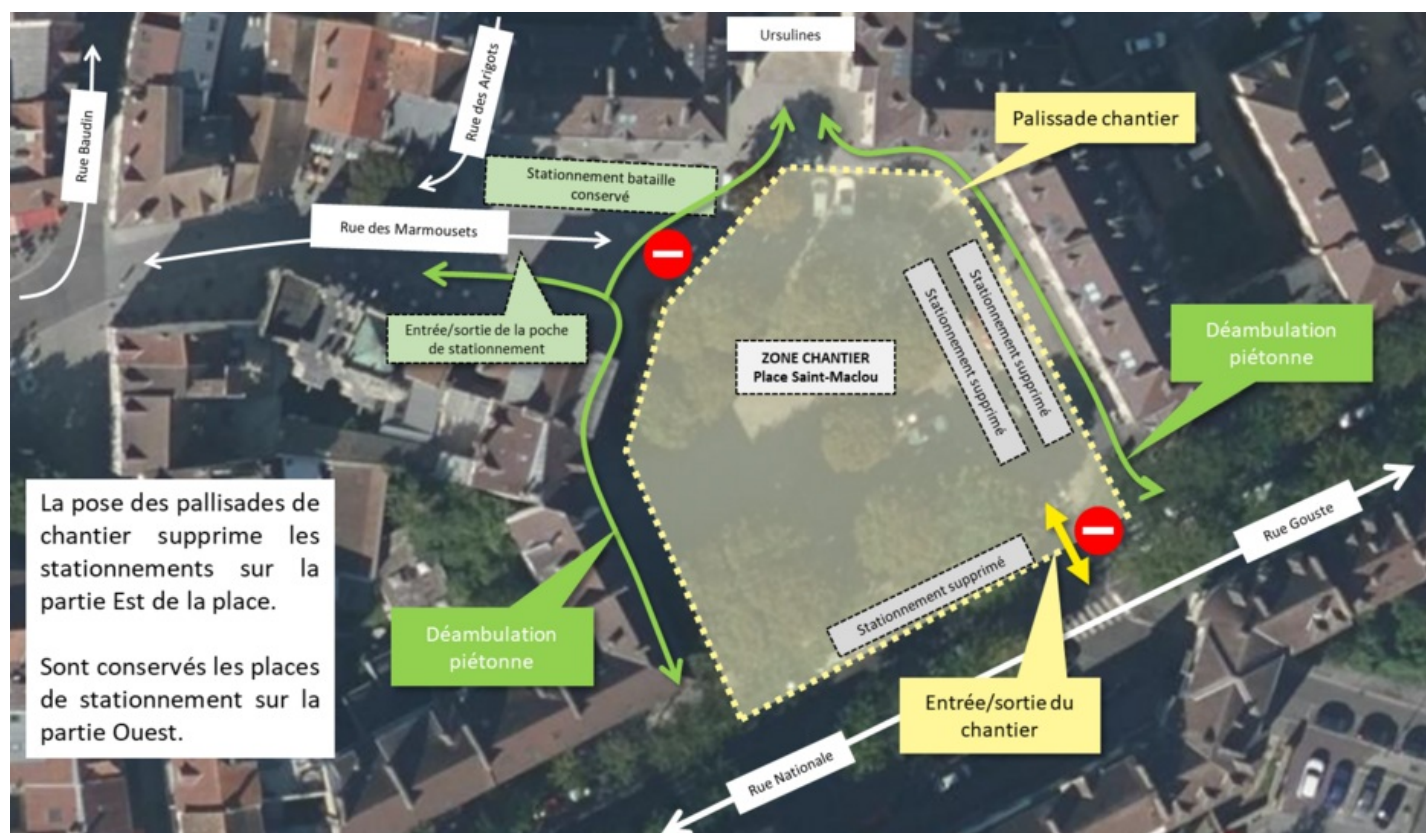 Ursulines
Rue Baudin
Rue des Arigots
Palissade chantier
Stationnement bataille
conservé
Rue des Marmousets
Entrée/sortie de la poche
de stationnement
Stationnement supprimé
Stationnement supprimé
ZONE CHANTIER
Place Saint-Maclou
Déambulation
piétonne
La pose des pallisades de
chantier supprime les
stationnements sur la
partie Est de la place.
Sont conservés les places
de stationnement sur la
partie Ouest.
Déambulation
piétonne
Stationnement supprimé
Rue Gouste
Entrée/sortie du
chantier
Rue Nationale